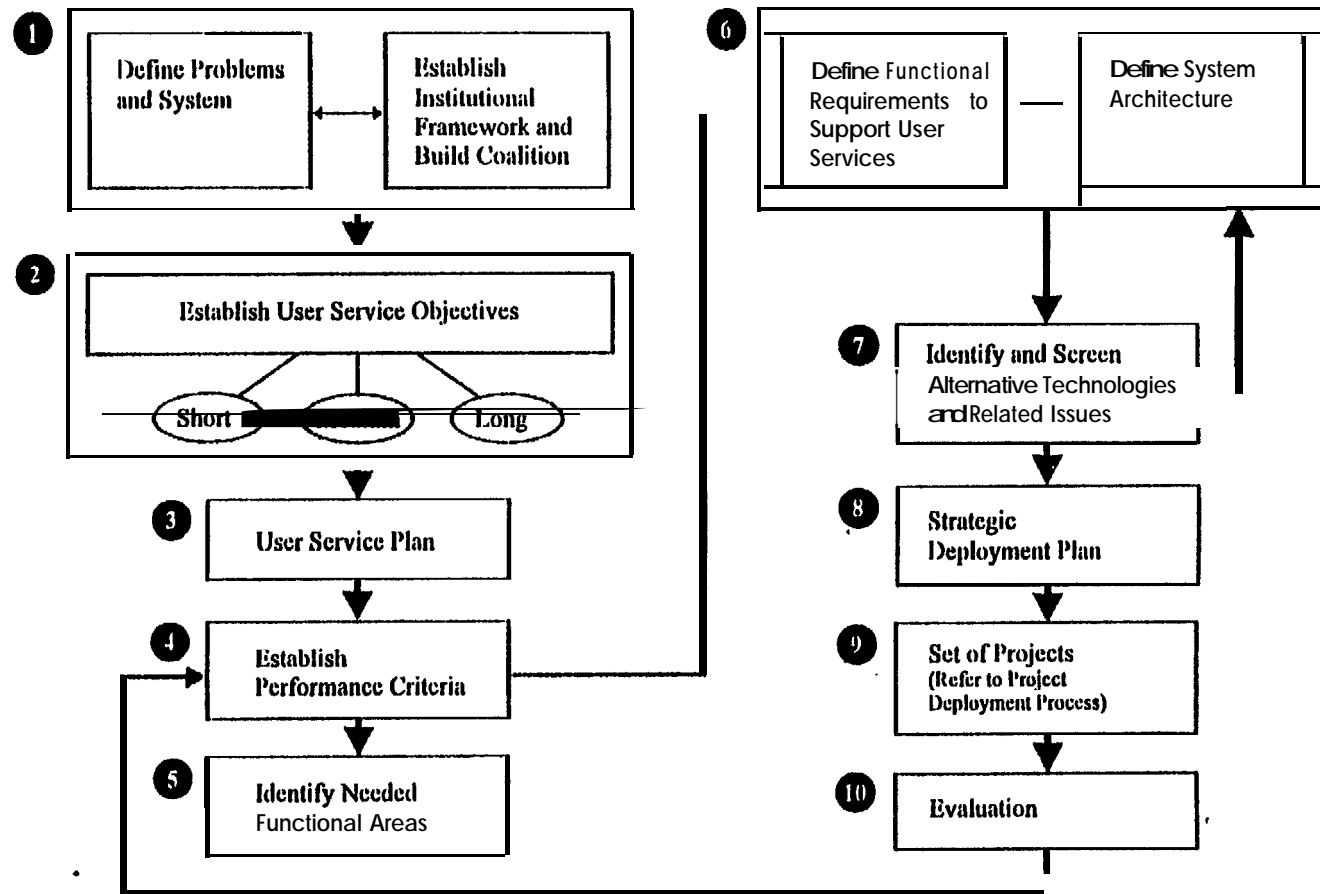 1
Define Problems
and System
Establish
Institutional
Framework and
Build Coalition
2
Establish User Service Objectives
Short
Long
3
User Service Plan
4
Establish
Performance Criteria
5
Identify Needed
Functional Areas
6
Define Functional
Requirements to
Support User
Services
Define System
Architecture
7
Identify and Screen
Alternative Technologies
and Related Issues
8
Strategic
Deployment Plan
9
Set of Projects
(Refer to Project
Deployment Process)
10
Evaluation